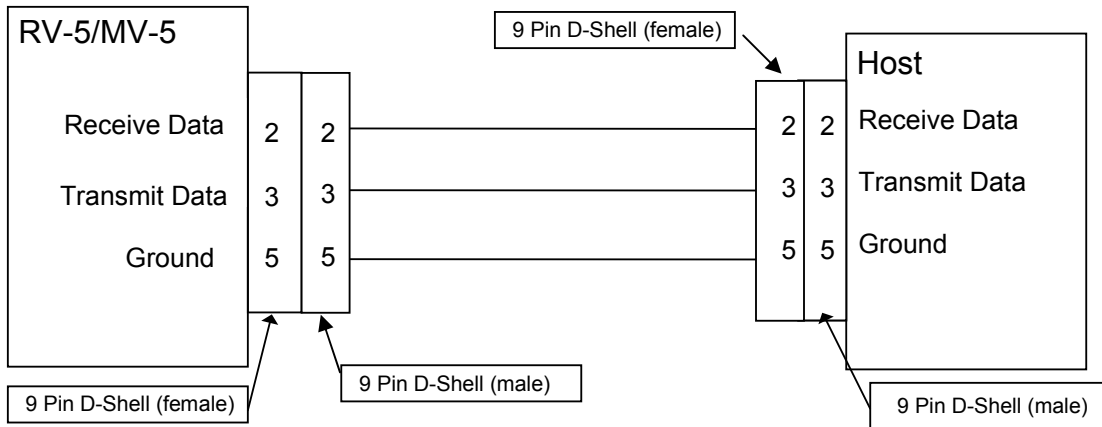 RV-5/MV-5
9 Pin D-Shell (female)
Host
Receive Data 2 2 2 2 Receive Data
Transmit Data 3 3 3 3 Transmit Data
Ground 5 5 5 5 Ground
9 Pin D-Shell (female)
9 Pin D-Shell (male)
9 Pin D-Shell (male)